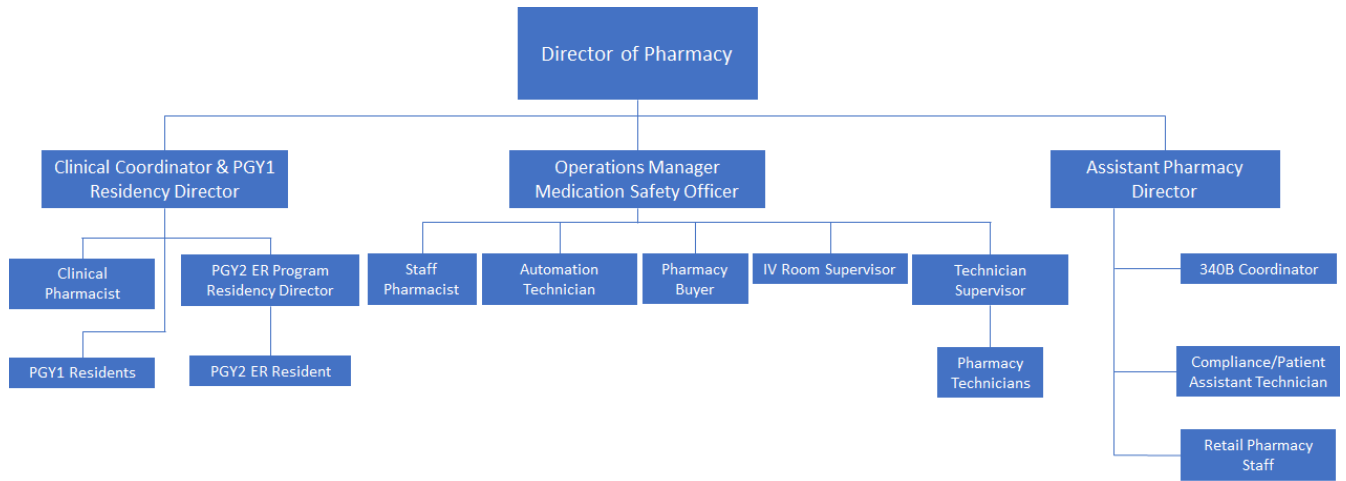 Director of Pharmacy
Clinical Coordinator & PGY1
Residency Director
Operations Manager
Medication Safety Officer
Assistant Pharmacy
Director
Clinical
Pharmacist
PGY2 ER Program
Residency Director
Staff
Pharmacist
Automation
Technician
Pharmacy
Buyer
IV Room Supervisor
Technician
Supervisor
340B Coordinator
PGY1 Residents
PGY2 ER Resident
Pharmacy
Technicians
Compliance/Patient
Assistant Technician
Retail Pharmacy
Staff